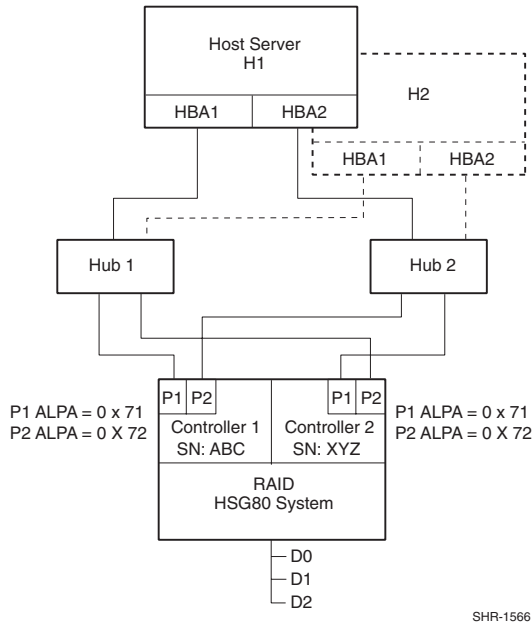 Host Server
H1
HBA1 HBA2
H2
HBA1 HBA2
Hub 1
Hub 2
P1 P2
P1 P2
P1 ALPA = 0 x 71
P2 ALPA = 0 X 72
Controller 1
SN: ABC
Controller 2
SN: XYZ
P1 ALPA = 0 x 71
P2 ALPA = 0 X 72
RAID
HSG80 System
D0
D1
D2
SHR-1566